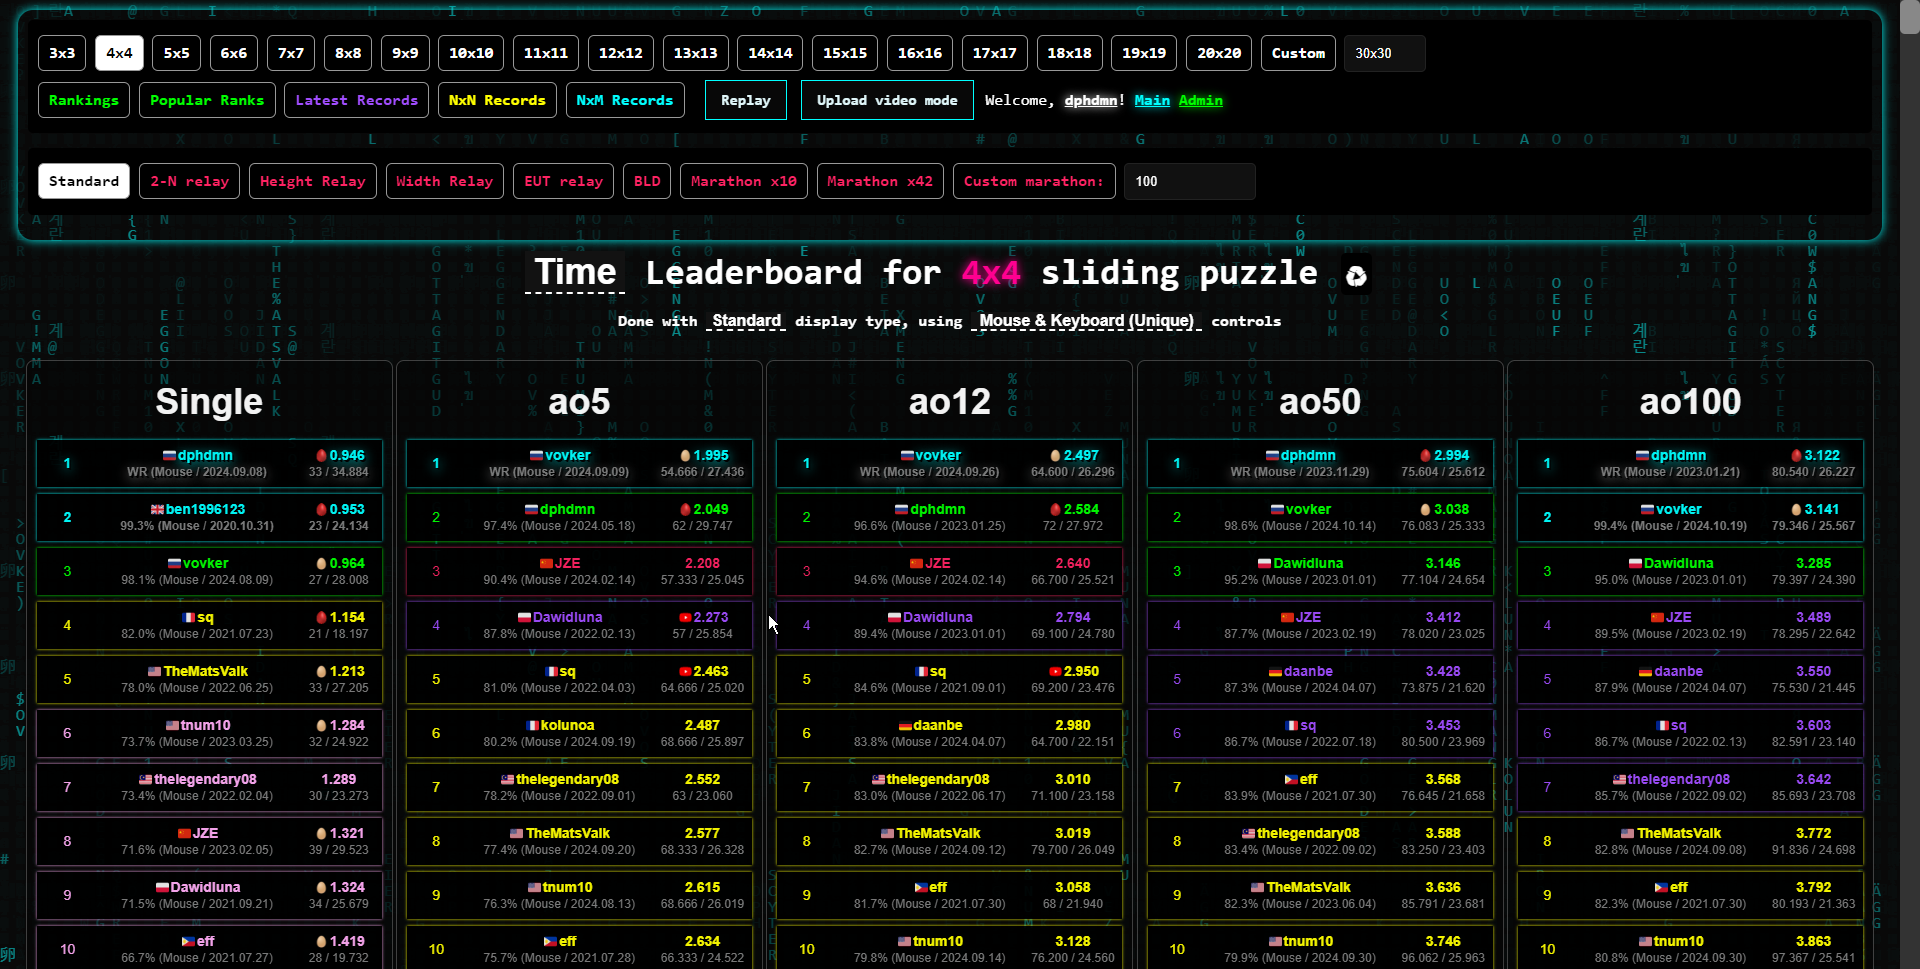 3x3 4x4 5x5 6x6 7x7 8x8 9x9 10x10 11x11 12x12 13x13 14x14 15x15 16x16 17x17 18x18 19x19 20x20 Custom 30x30
Rankings Popular Ranks Latest Records NxN Records NxM Records Replay Upload video mode Welcome, dphdmn! Main Admin
Standard 2-N relay Height Relay Width Relay EUT relay BLD Marathon x10 Marathon x42 Custom marathon: 100
Time Leaderboard for 4x4 sliding puzzle
Done with Standard display type, using Mouse & Keyboard (Unique) controls
Single
1 dphdmn 0.946
WR (Mouse / 2024.09.08) 33 / 34.884
2 ben1996123 0.953
99.3% (Mouse / 2020.10.31) 23 / 24.134
3 vovker 0.964
98.1% (Mouse / 2024.08.09) 27 / 28.008
4 sq 1.154
82.0% (Mouse / 2021.07.23) 21 / 18.197
5 TheMatsValk 1.213
78.0% (Mouse / 2022.06.25) 33 / 27.205
6 tnum10 1.284
73.7% (Mouse / 2023.03.25) 32 / 24.922
7 thelegendary08 1.289
73.4% (Mouse / 2022.02.04) 30 / 23.273
8 JZE 1.321
71.6% (Mouse / 2023.02.05) 39 / 29.523
9 Dawidluna 1.324
71.5% (Mouse / 2021.09.21) 34 / 25.679
10 eff 1.419
66.7% (Mouse / 2021.07.27) 28 / 19.732
ao5
1 vovker 1.995
WR (Mouse / 2024.09.09) 54.666 / 27.436
2 dphdmn 2.049
97.4% (Mouse / 2024.05.18) 62 / 29.747
3 JZE 2.208
90.4% (Mouse / 2024.02.14) 57.333 / 25.045
4 Dawidluna 2.273
87.8% (Mouse / 2022.02.13) 57 / 25.854
5 sq 2.463
81.0% (Mouse / 2022.04.03) 64.666 / 25.020
6 kolunoa 2.487
80.2% (Mouse / 2024.09.19) 68.666 / 25.897
7 thelegendary08 2.552
78.2% (Mouse / 2022.09.01) 63 / 23.060
8 TheMatsValk 2.577
77.4% (Mouse / 2024.09.20) 68.333 / 26.328
9 tnum10 2.615
76.3% (Mouse / 2024.08.13) 68.666 / 26.019
10 eff 2.634
75.7% (Mouse / 2021.07.28) 66.333 / 24.522
ao12
1 vovker 2.497
WR (Mouse / 2024.09.26) 64.600 / 26.296
2 dphdmn 2.584
96.6% (Mouse / 2023.01.25) 72 / 27.972
3 JZE 2.640
94.6% (Mouse / 2024.02.14) 66.700 / 25.521
4 Dawidluna 2.794
89.4% (Mouse / 2023.01.01) 69.100 / 24.780
5 sq 2.950
84.6% (Mouse / 2021.09.01) 69.200 / 23.476
6 daanbe 2.980
83.8% (Mouse / 2024.04.07) 64.700 / 22.151
7 thelegendary08 3.010
83.0% (Mouse / 2022.06.17) 71.100 / 23.158
8 TheMatsValk 3.019
82.7% (Mouse / 2024.09.12) 79.700 / 26.049
9 eff 3.058
81.7% (Mouse / 2021.07.30) 68 / 21.940
10 tnum10 3.128
79.8% (Mouse / 2024.09.14) 76.200 / 24.560
ao50
1 dphdmn 2.994
WR (Mouse / 2023.11.29) 75.604 / 25.612
2 vovker 3.038
98.6% (Mouse / 2024.10.14) 76.083 / 25.333
3 Dawidluna 3.146
95.2% (Mouse / 2023.01.01) 77.104 / 24.654
4 JZE 3.412
87.7% (Mouse / 2023.02.19) 78.020 / 23.025
5 daanbe 3.428
87.3% (Mouse / 2024.04.07) 73.875 / 21.620
6 sq 3.453
86.7% (Mouse / 2022.07.18) 80.500 / 23.969
7 eff 3.568
83.9% (Mouse / 2021.07.30) 76.645 / 21.658
8 thelegendary08 3.588
83.4% (Mouse / 2022.09.02) 83.250 / 23.403
9 TheMatsValk 3.636
82.3% (Mouse / 2023.06.04) 85.791 / 23.681
10 tnum10 3.746
79.9% (Mouse / 2024.09.30) 96.062 / 25.963
ao100
1 dphdmn 3.122
WR (Mouse / 2023.01.21) 80.540 / 26.227
2 vovker 3.141
99.4% (Mouse / 2024.10.19) 79.346 / 25.567
3 Dawidluna 3.285
95.0% (Mouse / 2023.01.01) 79.397 / 24.390
4 JZE 3.489
89.5% (Mouse / 2023.02.19) 78.295 / 22.642
5 daanbe 3.550
87.9% (Mouse / 2024.04.07) 75.530 / 21.445
6 sq 3.603
86.7% (Mouse / 2022.02.13) 82.591 / 23.140
7 thelegendary08 3.642
85.7% (Mouse / 2022.09.02) 85.693 / 23.708
8 TheMatsValk 3.772
82.8% (Mouse / 2024.09.08) 91.836 / 24.698
9 eff 3.792
82.3% (Mouse / 2021.07.30) 80.193 / 21.363
10 tnum10 3.863
80.8% (Mouse / 2024.09.30) 97.367 / 25.541